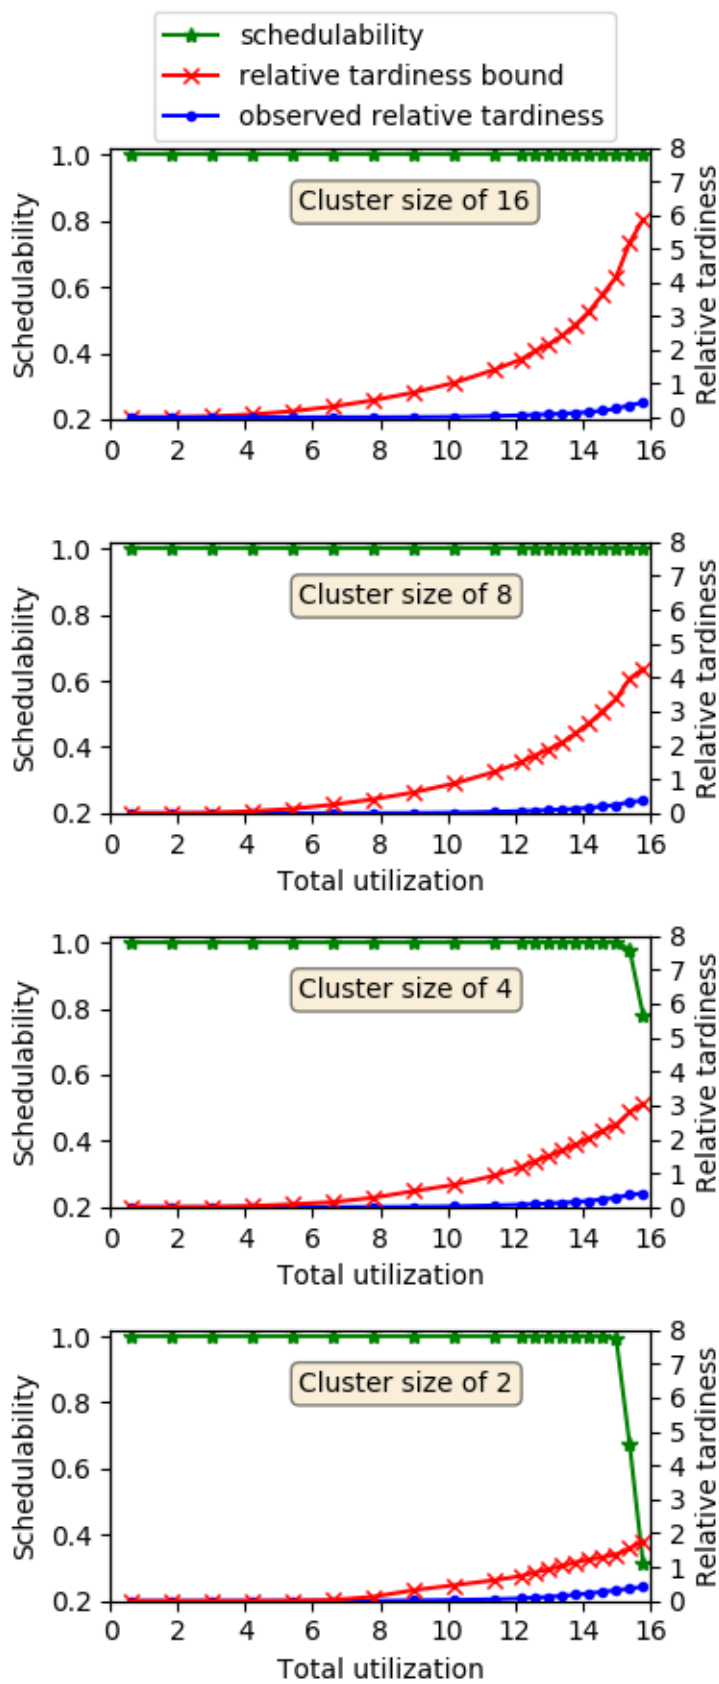 schedulability
relative tardiness bound
observed relative tardiness
Cluster size of 16
Schedulability
Relative tardiness
1.0
0.8
0.6
0.4
0.2
8
7
6
5
4
3
2
1
0
0 2 4 6 8 10 12 14 16
Cluster size of 8
Schedulability
Relative tardiness
1.0
0.8
0.6
0.4
0.2
8
7
6
5
4
3
2
1
0
0 2 4 6 8 10 12 14 16
Total utilization
Cluster size of 4
Schedulability
Relative tardiness
1.0
0.8
0.6
0.4
0.2
8
7
6
5
4
3
2
1
0
0 2 4 6 8 10 12 14 16
Total utilization
Cluster size of 2
Schedulability
Relative tardiness
1.0
0.8
0.6
0.4
0.2
8
7
6
5
4
3
2
1
0
0 2 4 6 8 10 12 14 16
Total utilization